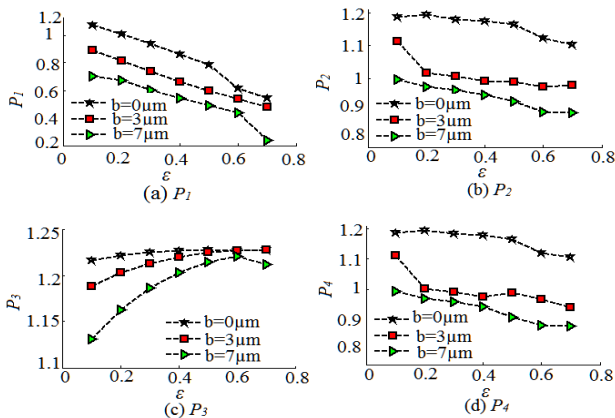 1.2
1
0.8
0.6
0.4
0.2
P1
b=0µm
b=3µm
b=7µm
0 0.2 0.4 0.6 0.8
ε
(a) P1
1.2
1.1
1
0.9
0.8
P2
b=0µm
b=3µm
b=7µm
0 0.2 0.4 0.6 0.8
ε
(b) P2
1.25
1.2
1.15
1.1
P3
b=0µm
b=3µm
b=7µm
0 0.2 0.4 0.6 0.8
ε
(c) P3
1.2
1.1
1
0.9
0.8
P4
b=0µm
b=3µm
b=7µm
0 0.2 0.4 0.6 0.8
ε
(d) P4